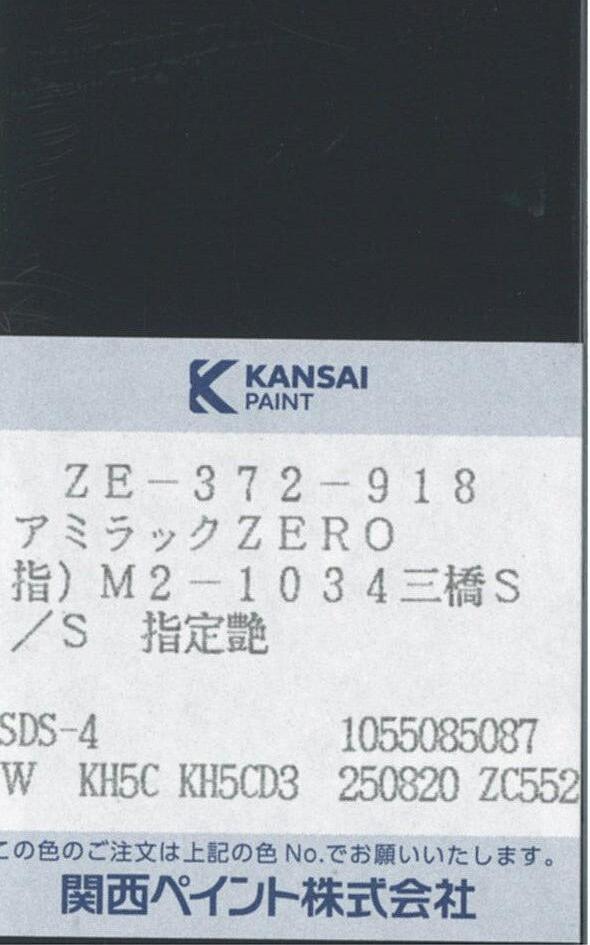 KANSAI
PAINT
ZE-372-918
アミラックZERO
指)M2-1034三橋S
/S 指定艶
SDS-4 1055085087
W KH5C KH5CD3 250820 ZC552
この色のご注文は上記の色No.でお願いいたします。
関西ペイント株式会社